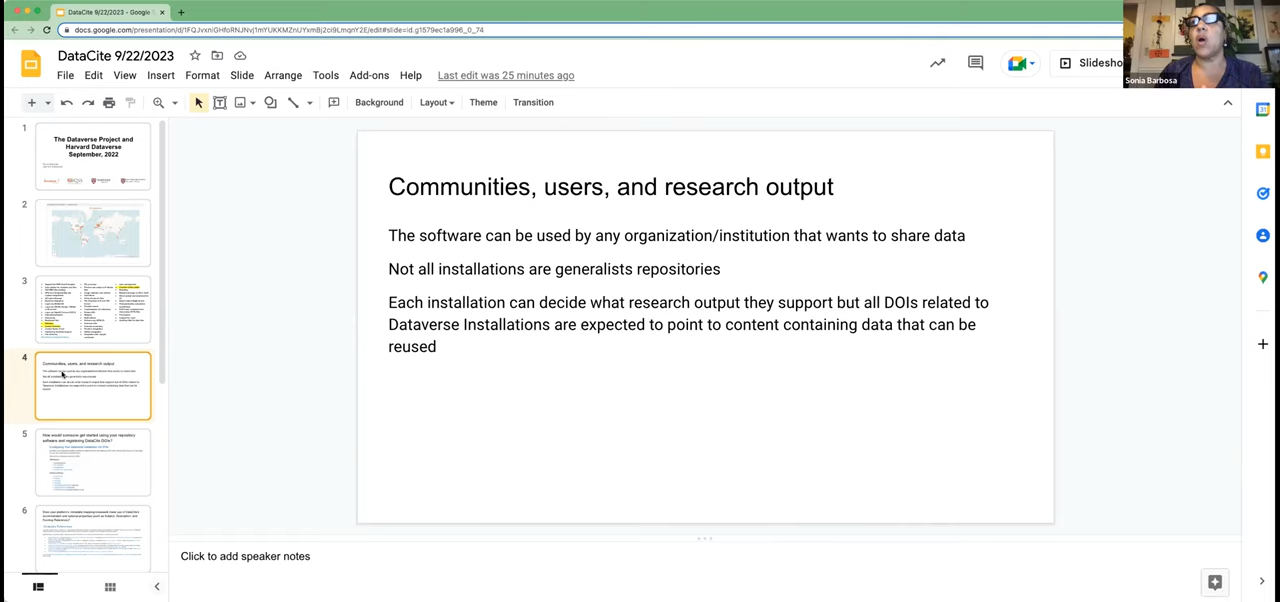 DataCite 9/22/2023 - Google S
docs.google.com/presentation/d/1FQJvxniGHfoRNJNvj1mYUKKMZnUYxmBj2ci9LmqnY2E/edit#slide=id.g1579ec1a996_0_74
DataCite 9/22/2023
File Edit View Insert Format Slide Arrange Tools Add-ons Help Last edit was 25 minutes ago
Slidesho
Sonia Barbosa
Background Layout Theme Transition
1
The Dataverse Project and
Harvard Dataverse
September, 2022
2
3
4
Communities, users, and research output
5
How would someone get started using your repository
software and registering DataCite DOIs?
6
Communities, users, and research output
The software can be used by any organization/institution that wants to share data
Not all installations are generalists repositories
Each installation can decide what research output they support but all DOIs related to
Dataverse Installations are expected to point to content containing data that can be
reused
Click to add speaker notes